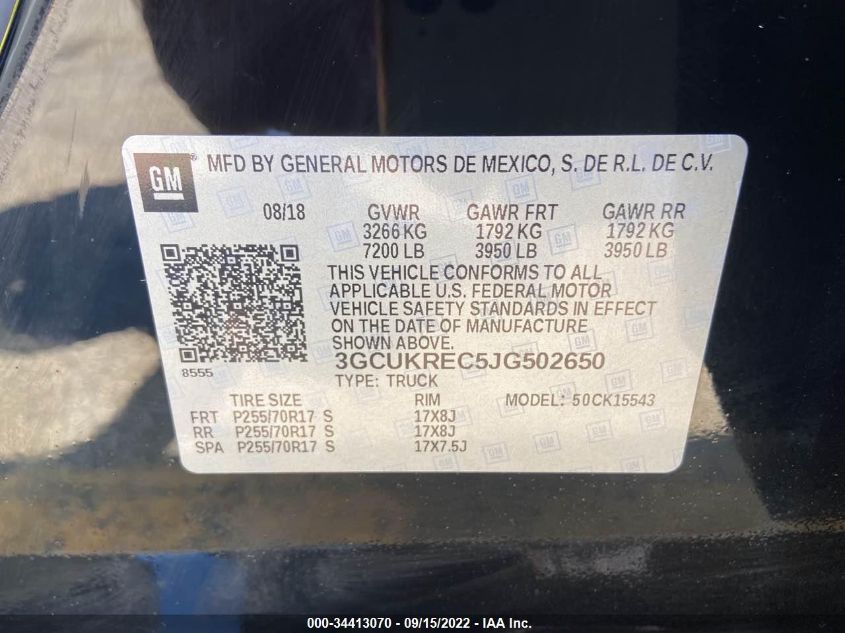 GM ® MFD BY GENERAL MOTORS DE MEXICO, S. DE R.L. DE C.V.
08/18 GVWR GAWR FRT GAWR RR
3266 KG 1792 KG 1792 KG
7200 LB 3950 LB 3950 LB
THIS VEHICLE CONFORMS TO ALL
APPLICABLE U.S. FEDERAL MOTOR
VEHICLE SAFETY STANDARDS IN EFFECT
ON THE DATE OF MANUFACTURE
SHOWN ABOVE.
8555 3GCUKREC5JG502650
TYPE: TRUCK
TIRE SIZE RIM MODEL: 50CK15543
FRT P255/70R17 S 17X8J
RR P255/70R17 S 17X8J
SPA P255/70R17 S 17X7.5J
000-34413070 - 09/15/2022 - IAA Inc.